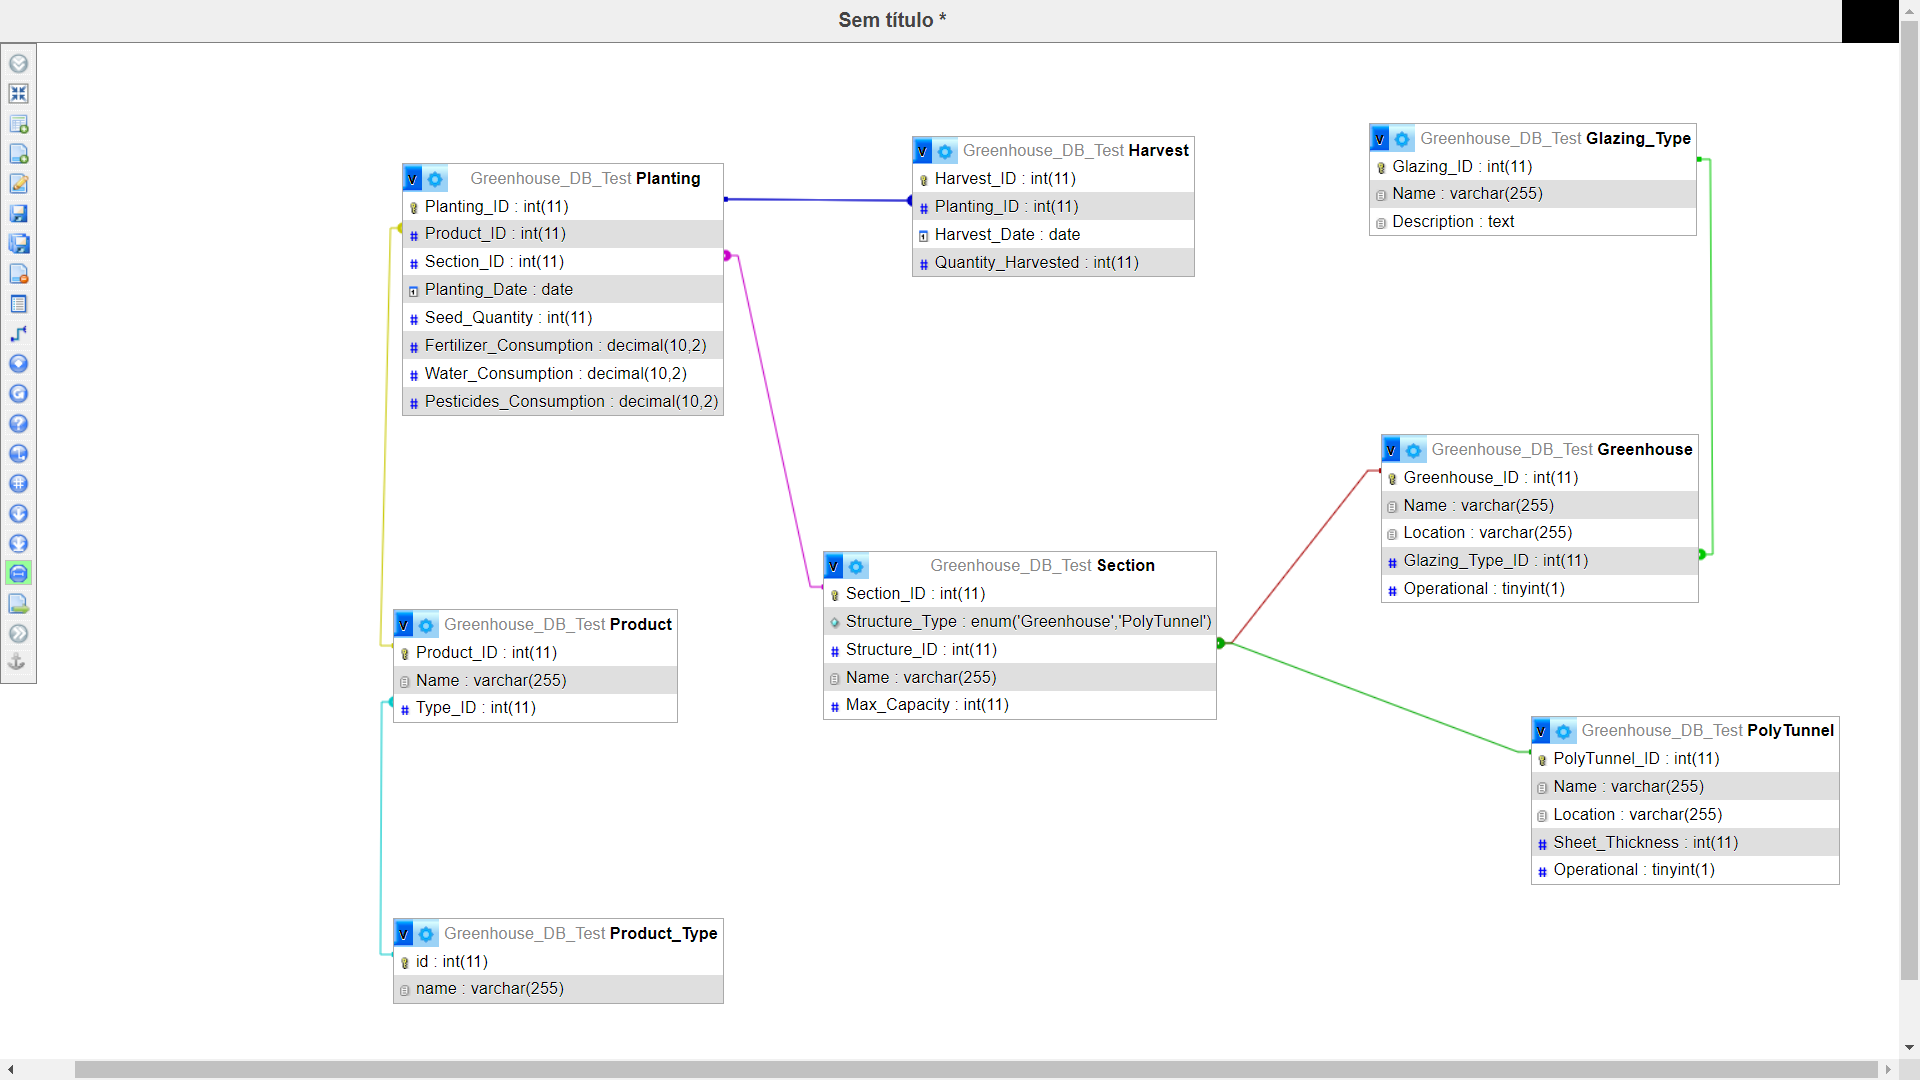 Sem título *
Greenhouse_DB_Test Planting
Planting_ID : int(11)
Product_ID : int(11)
Section_ID : int(11)
Planting_Date : date
Seed_Quantity : int(11)
Fertilizer_Consumption : decimal(10,2)
Water_Consumption : decimal(10,2)
Pesticides_Consumption : decimal(10,2)
Greenhouse_DB_Test Harvest
Harvest_ID : int(11)
Planting_ID : int(11)
Harvest_Date : date
Quantity_Harvested : int(11)
Greenhouse_DB_Test Glazing_Type
Glazing_ID : int(11)
Name : varchar(255)
Description : text
Greenhouse_DB_Test Greenhouse
Greenhouse_ID : int(11)
Name : varchar(255)
Location : varchar(255)
Glazing_Type_ID : int(11)
Operational : tinyint(1)
Greenhouse_DB_Test Section
Section_ID : int(11)
Structure_Type : enum('Greenhouse','PolyTunnel')
Structure_ID : int(11)
Name : varchar(255)
Max_Capacity : int(11)
Greenhouse_DB_Test Product
Product_ID : int(11)
Name : varchar(255)
Type_ID : int(11)
Greenhouse_DB_Test PolyTunnel
PolyTunnel_ID : int(11)
Name : varchar(255)
Location : varchar(255)
Sheet_Thickness : int(11)
Operational : tinyint(1)
Greenhouse_DB_Test Product_Type
id : int(11)
name : varchar(255)